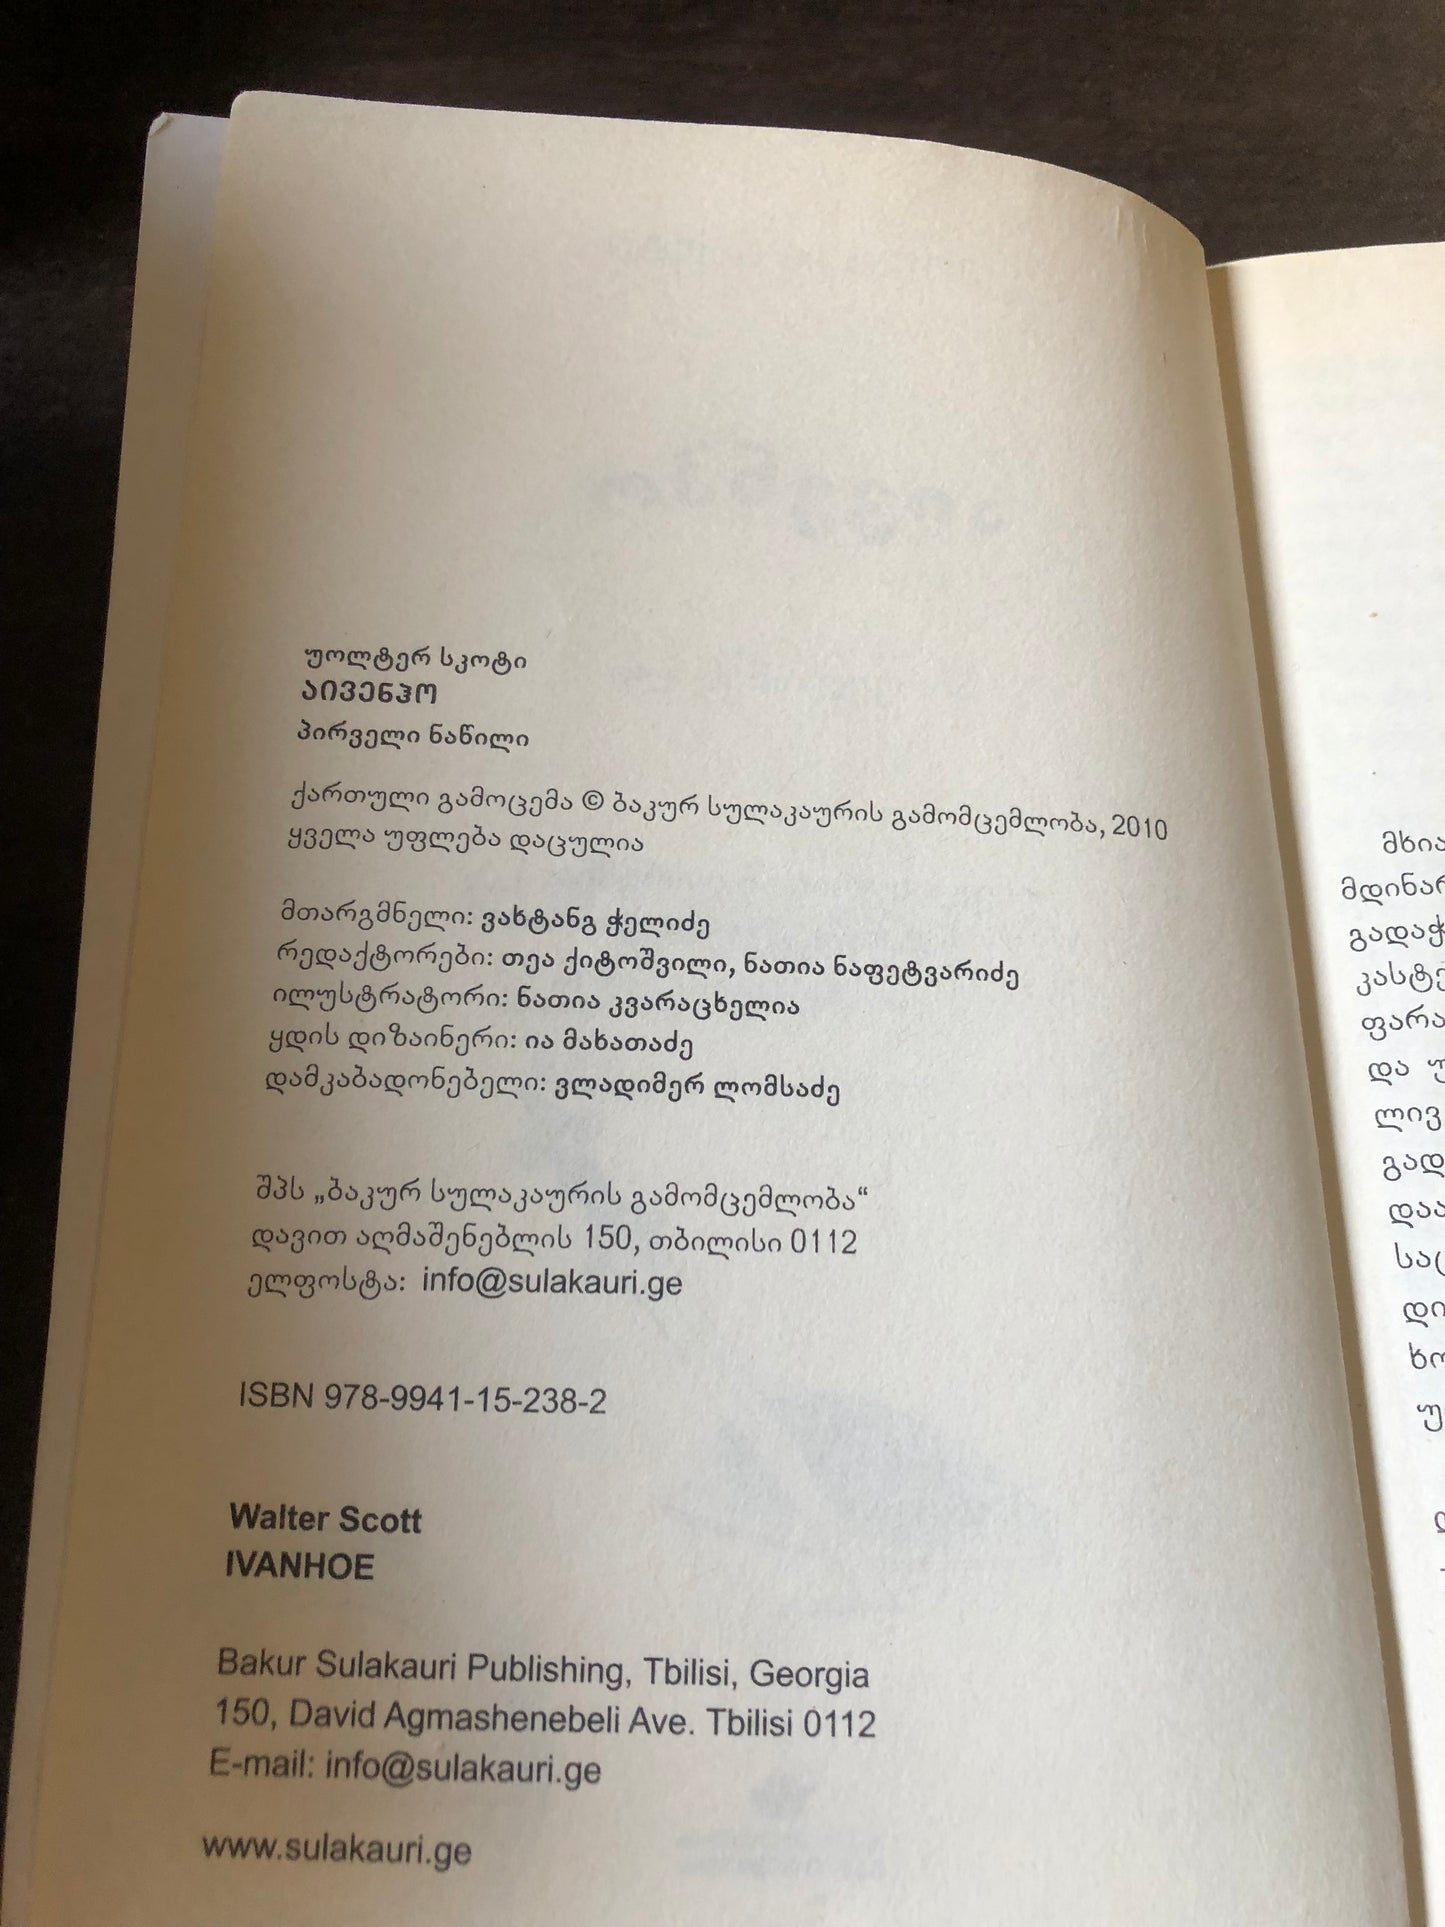 უოლტერ სკოტი
აივენჰო
პირველი ნაწილი
ქართული გამოცემა © ბაკურ სულაკაურის გამომცემლობა, 2010
ყველა უფლება დაცულია
მთარგმნელი: ვახტანგ ჭელიძე
რედაქტორები: თეა ქიტოშვილი, ნათია ნაფეტვარიძე
ილუსტრატორი: ნათია კვარაცხელია
ყდის დიზაინერი: ია მახათაძე
დამკაბადონებელი: ვლადიმერ ლომსაძე
შპს „ბაკურ სულაკაურის გამომცემლობა“
დავით აღმაშენებლის 150, თბილისი 0112
ელფოსტა: info@sulakauri.ge
ISBN 978-9941-15-238-2
Walter Scott
IVANHOE
Bakur Sulakauri Publishing, Tbilisi, Georgia
150, David Agmashenebeli Ave. Tbilisi 0112
E-mail: info@sulakauri.ge
www.sulakauri.ge
და